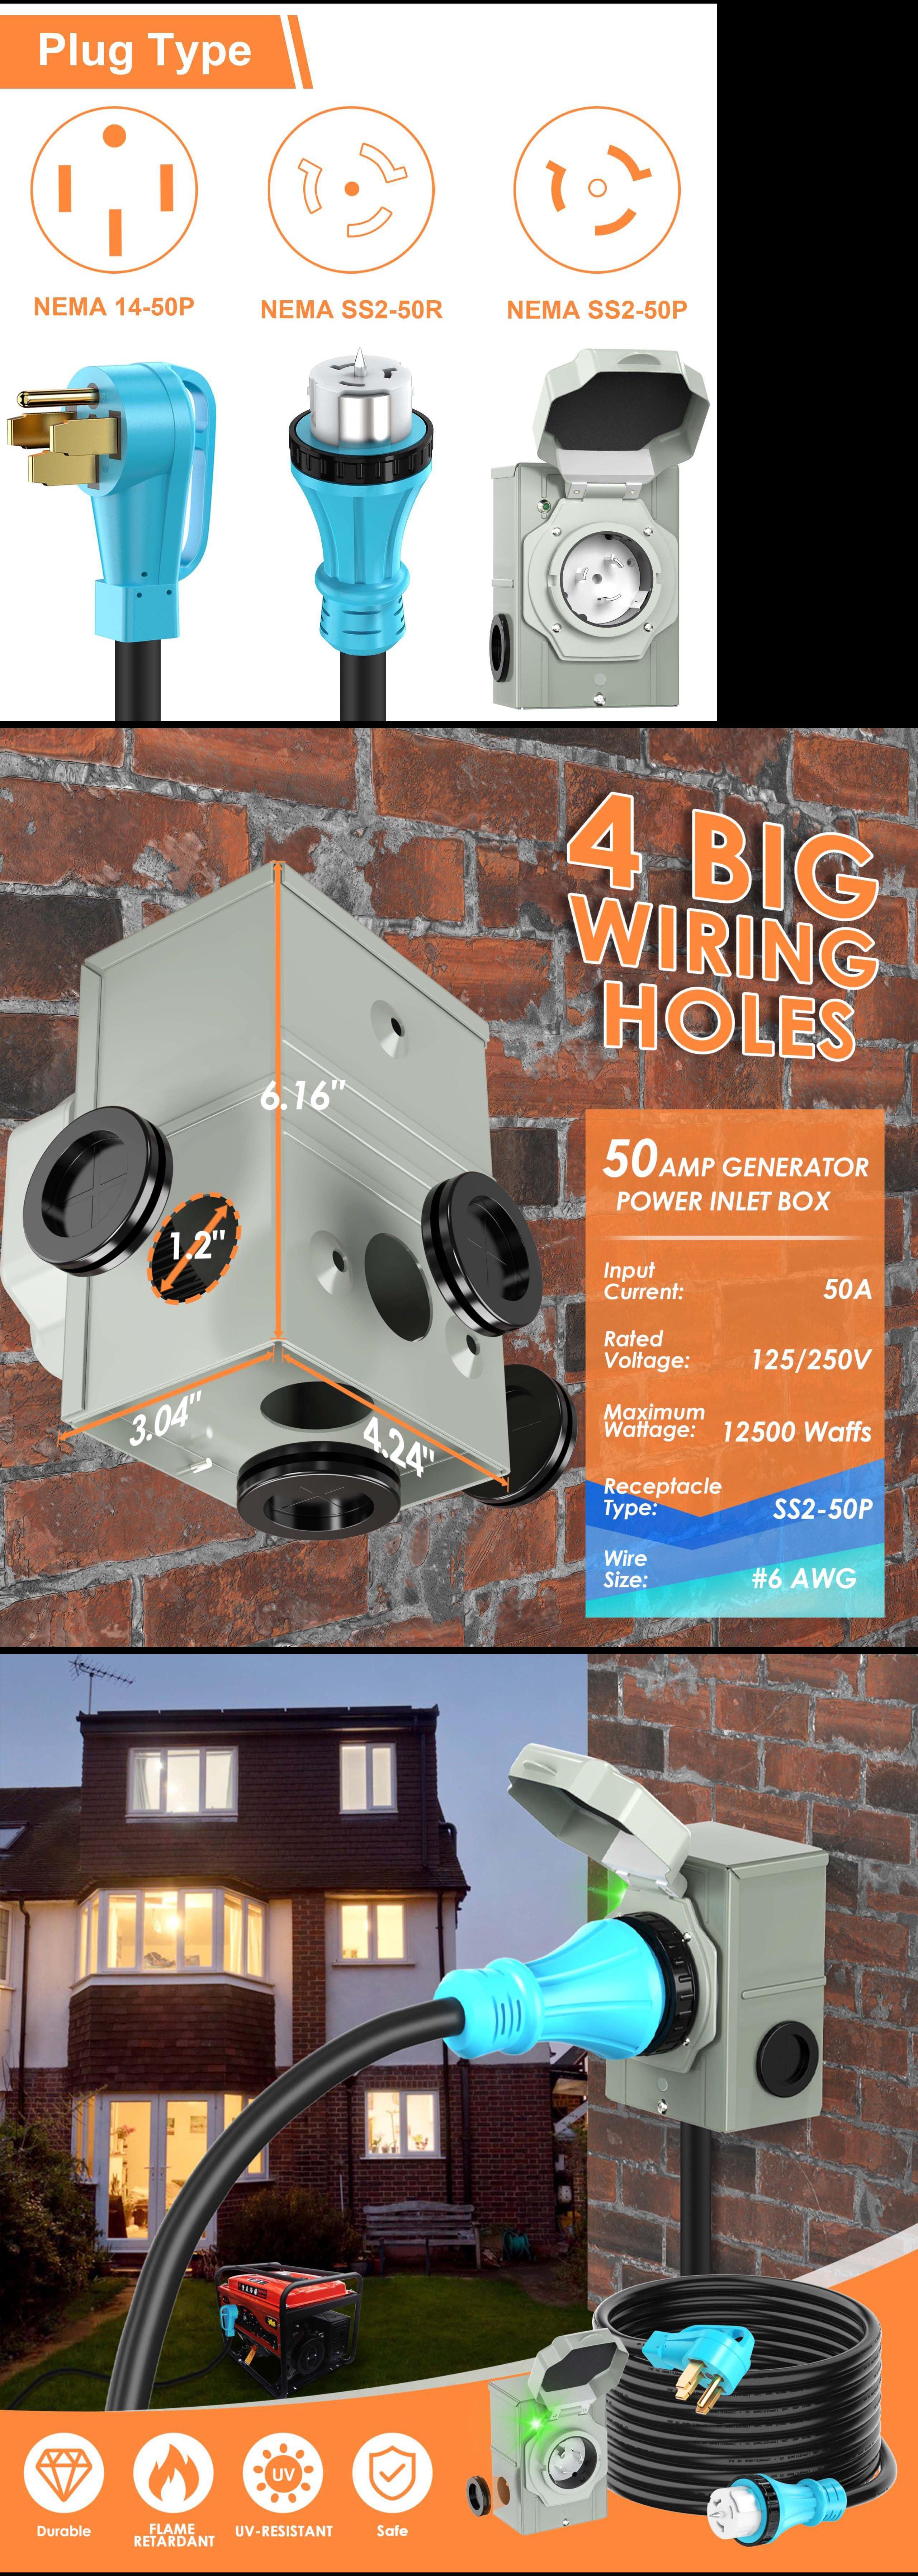 Plug Type
NEMA 14-50P
NEMA SS2-50R
NEMA SS2-50P
4 BIG
WIRING
HOLES
6.16"
1.2"
3.04"
4.24"
50 AMP GENERATOR
POWER INLET BOX
Input
Current: 50A
Rated
Voltage: 125/250V
Maximum
Wattage: 12500 Waffs
Receptacle
Type: SS2-50P
Wire
Size: #6 AWG
UV
Durable
FLAME
RETARDANT
UV-RESISTANT
Safe